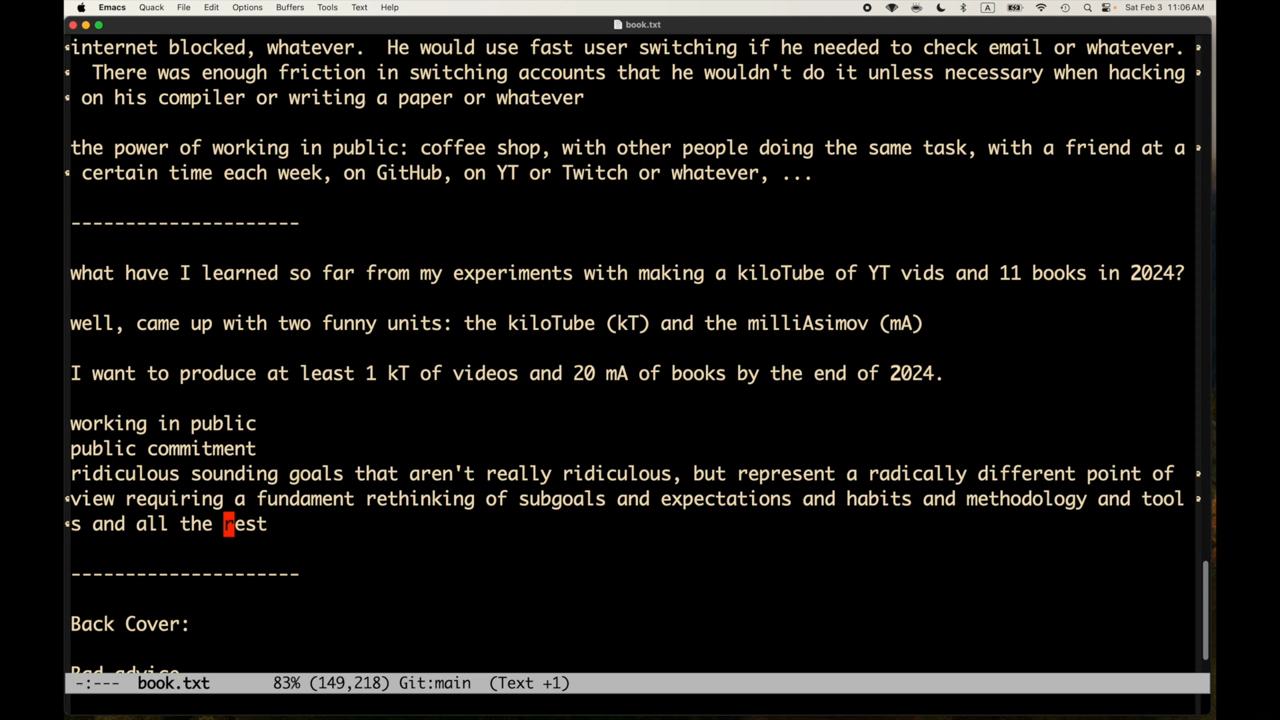 Emacs Quack File Edit Options Buffers Tools Text Help A Sat Feb 3 11:06 AM
book.txt
internet blocked, whatever.  He would use fast user switching if he needed to check email or whatever.
There was enough friction in switching accounts that he wouldn't do it unless necessary when hacking
on his compiler or writing a paper or whatever
the power of working in public: coffee shop, with other people doing the same task, with a friend at a
certain time each week, on GitHub, on YT or Twitch or whatever, ...
---------------------
what have I learned so far from my experiments with making a kiloTube of YT vids and 11 books in 2024?
well, came up with two funny units: the kiloTube (kT) and the milliAsimov (mA)
I want to produce at least 1 kT of videos and 20 mA of books by the end of 2024.
working in public
public commitment
ridiculous sounding goals that aren't really ridiculous, but represent a radically different point of
view requiring a fundament rethinking of subgoals and expectations and habits and methodology and tool
s and all the rest
---------------------
Back Cover:
Bad advice
-:--- book.txt 83% (149,218) Git:main (Text +1)